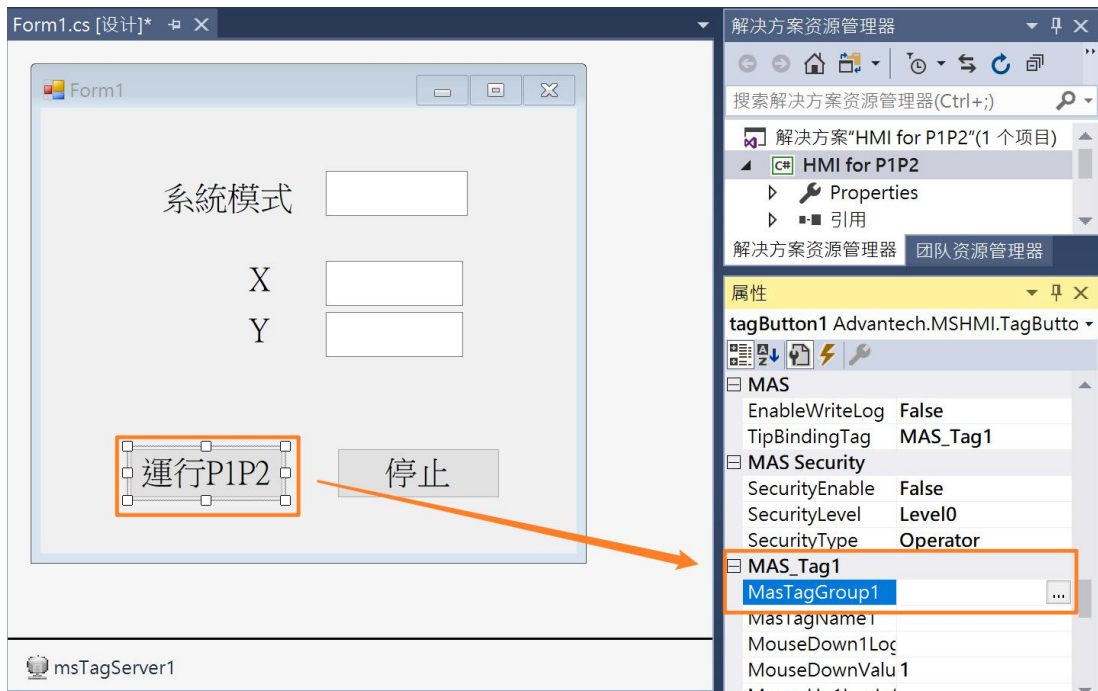 Form1.cs [设计]*
Form1
系統模式
X
Y
運行P1P2
停止
msTagServer1
解决方案资源管理器
搜索解决方案资源管理器(Ctrl+;)
解决方案"HMI for P1P2"(1 个项目)
C# HMI for P1P2
Properties
引用
解决方案资源管理器 团队资源管理器
属性
tagButton1 Advantech.MSHMI.TagButto
MAS
EnableWriteLog False
TipBindingTag MAS_Tag1
MAS Security
SecurityEnable False
SecurityLevel Level0
SecurityType Operator
MAS_Tag1
MasTagGroup1 ...
MasTagName1
MouseDown1Log
MouseDownValu 1